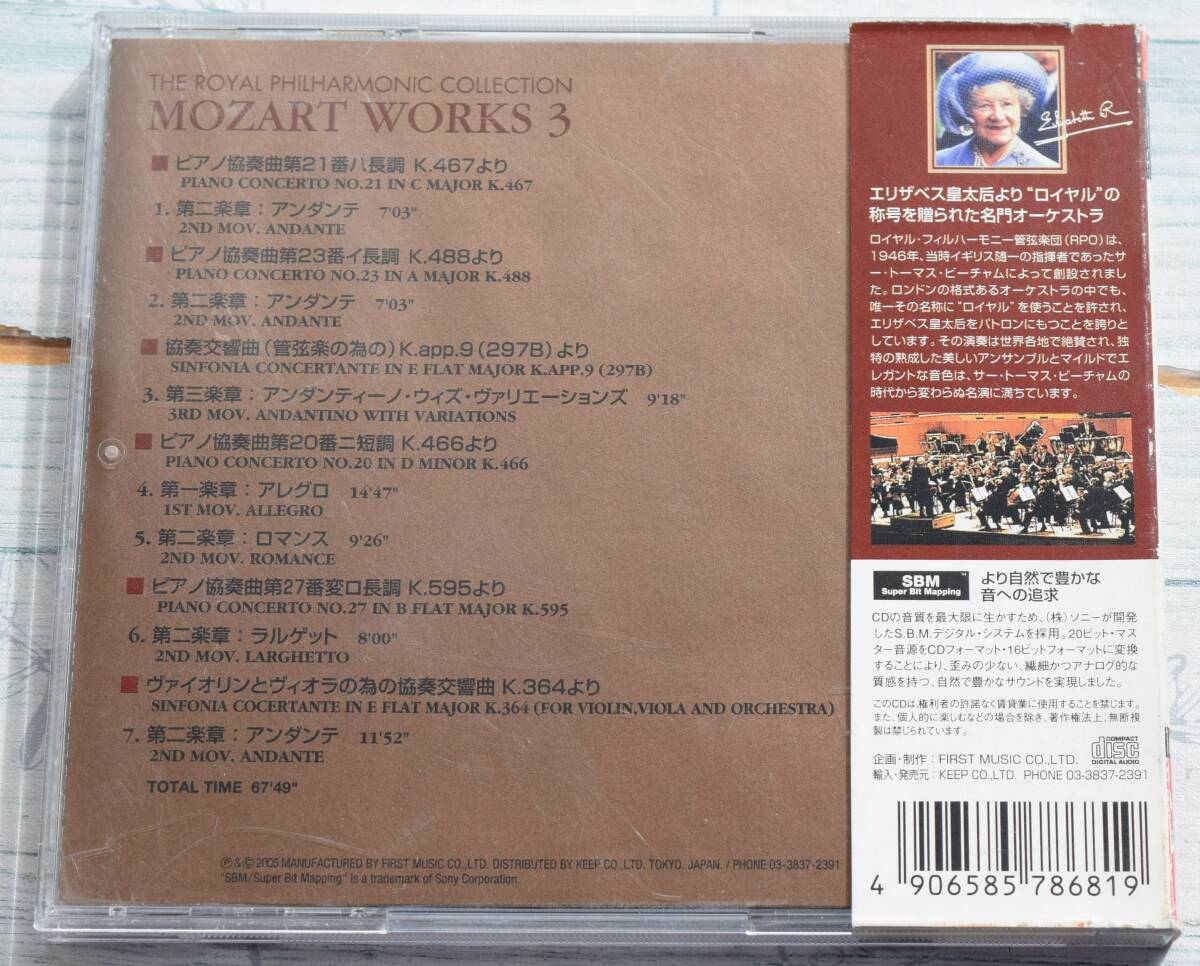 THE ROYAL PHILHARMONIC COLLECTION
MOZART WORKS 3
ピアノ協奏曲第21番ハ長調 K.467より
PIANO CONCERTO NO.21 IN C MAJOR K.467
1. 第二楽章：アンダンテ 7'03"
2ND MOV. ANDANTE
ピアノ協奏曲第23番イ長調 K.488より
PIANO CONCERTO NO.23 IN A MAJOR K.488
2. 第二楽章：アンダンテ 7'03"
2ND MOV. ANDANTE
協奏交響曲（管弦楽の為の）K.app.9（297B）より
SINFONIA CONCERTANTE IN E FLAT MAJOR K.APP.9 (297B)
3. 第三楽章：アンダンティーノ・ウィズ・ヴァリエーションズ 9'18"
3RD MOV. ANDANTINO WITH VARIATIONS
ピアノ協奏曲第20番ニ短調 K.466より
PIANO CONCERTO NO.20 IN D MINOR K.466
4. 第一楽章：アレグロ 14'47"
1ST MOV. ALLEGRO
5. 第二楽章：ロマンス 9'26"
2ND MOV. ROMANCE
ピアノ協奏曲第27番変ロ長調 K.595より
PIANO CONCERTO NO.27 IN B FLAT MAJOR K.595
6. 第二楽章：ラルゲット 8'00"
2ND MOV. LARGHETTO
ヴァイオリンとヴィオラの為の協奏交響曲 K.364より
SINFONIA COCERTANTE IN E FLAT MAJOR K.364 (FOR VIOLIN,VIOLA AND ORCHESTRA)
7. 第二楽章：アンダンテ 11'52"
2ND MOV. ANDANTE
TOTAL TIME 67'49"
Ⓟ&© 2005 MANUFACTURED BY FIRST MUSIC CO.,LTD. DISTRIBUTED BY KEEP CO.,LTD. TOKYO. JAPAN. / PHONE 03-3837-2391
"SBM/Super Bit Mapping" is a trademark of Sony Corporation.
Elizabeth R
エリザベス皇太后より“ロイヤル”の
称号を贈られた名門オーケストラ
ロイヤル・フィルハーモニー管弦楽団（RPO）は、
1946年、当時イギリス随一の指揮者であったサ
ー・トーマス・ビーチャムによって創設されまし
た。ロンドンの格式あるオーケストラの中でも、
唯一その名称に“ロイヤル”を使うことを許され、
エリザベス皇太后をパトロンにもつことを誇りと
しています。その演奏は世界各地で絶賛され、独
特の熟成した美しいアンサンブルとマイルドでエ
レガントな音色は、サー・トーマス・ビーチャムの
時代から変わらぬ名演に満ちています。
SBM™
Super Bit Mapping
より自然で豊かな
音への追求
CDの音質を最大限に生かすため、（株）ソニーが開発
したS.B.M.デジタル・システムを採用。20ビット・マス
ター音源をCDフォーマット・16ビットフォーマットに変換
することにより、歪みの少ない、繊細かつアナログ的な
質感を持つ、自然で豊かなサウンドを実現しました。
このCDは、権利者の許諾なく賃貸業に使用することを禁じます。
また、個人的に楽しむなどの場合を除き、著作権法上、無断複
製は禁じられています。
COMPACT
disc
DIGITAL AUDIO
企画・制作：FIRST MUSIC CO.,LTD.
輸入・発売元：KEEP CO.,LTD. PHONE 03-3837-2391
4 906585 786819